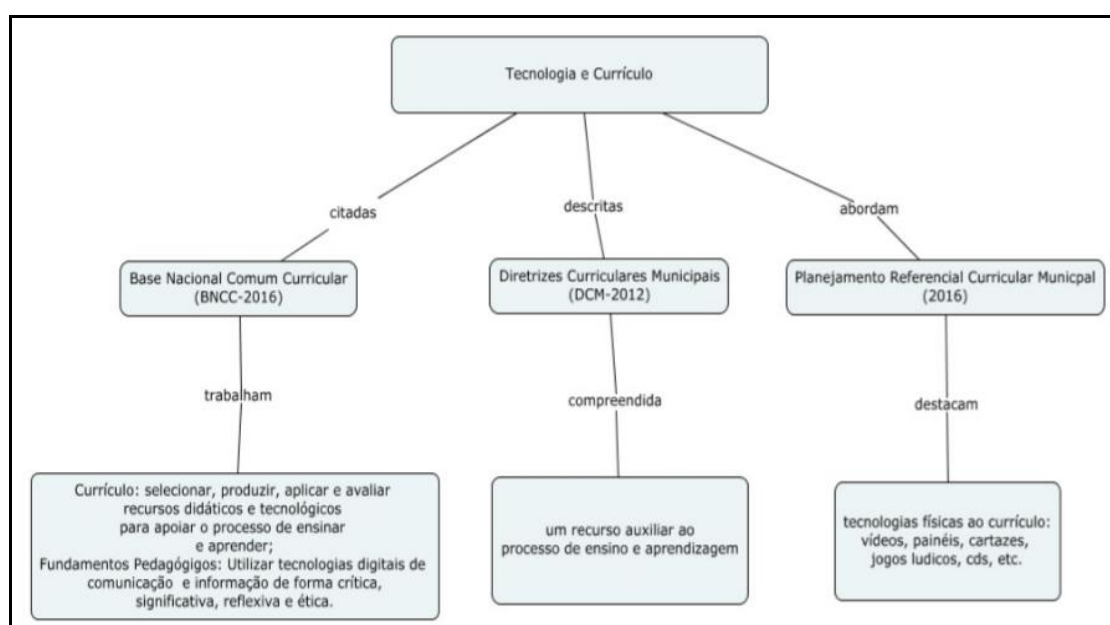 Tecnologia e Currículo
citadas
descritas
abordam
Base Nacional Comum Curricular
(BNCC-2016)
Diretrizes Curriculares Municipais
(DCM-2012)
Planejamento Referencial Curricular Municpal
(2016)
trabalham
compreendida
destacam
Currículo: selecionar, produzir, aplicar e avaliar
recursos didáticos e tecnológicos
para apoiar o processo de ensinar
e aprender;
Fundamentos Pedagógigos: Utilizar tecnologias digitais de
comunicação e informação de forma crítica,
significativa, reflexiva e ética.
um recurso auxiliar ao
processo de ensino e aprendizagem
tecnologias físicas ao currículo:
vídeos, painéis, cartazes,
jogos ludicos, cds, etc.